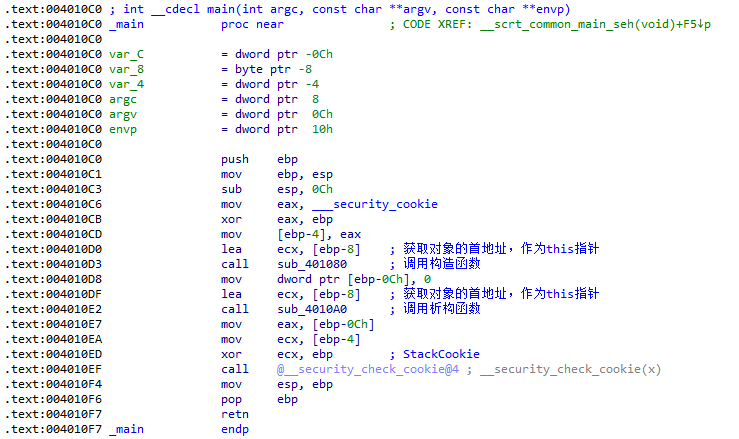 .text:004010C0 ; int __cdecl main(int argc, const char **argv, const char **envp)
.text:004010C0 _main proc near ; CODE XREF: __scrt_common_main_seh(void)+F5↓p
.text:004010C0
.text:004010C0 var_C = dword ptr -0Ch
.text:004010C0 var_8 = byte ptr -8
.text:004010C0 var_4 = dword ptr -4
.text:004010C0 argc = dword ptr 8
.text:004010C0 argv = dword ptr 0Ch
.text:004010C0 envp = dword ptr 10h
.text:004010C0
.text:004010C0 push ebp
.text:004010C1 mov ebp, esp
.text:004010C3 sub esp, 0Ch
.text:004010C6 mov eax, ___security_cookie
.text:004010CB xor eax, ebp
.text:004010CD mov [ebp-4], eax
.text:004010D0 lea ecx, [ebp-8] ; 获取对象的首地址，作为this指针
.text:004010D3 call sub_401080 ; 调用构造函数
.text:004010D8 mov dword ptr [ebp-0Ch], 0
.text:004010DF lea ecx, [ebp-8] ; 获取对象的首地址，作为this指针
.text:004010E2 call sub_4010A0 ; 调用析构函数
.text:004010E7 mov eax, [ebp-0Ch]
.text:004010EA mov ecx, [ebp-4]
.text:004010ED xor ecx, ebp ; StackCookie
.text:004010EF call @__security_check_cookie@4 ; __security_check_cookie(x)
.text:004010F4 mov esp, ebp
.text:004010F6 pop ebp
.text:004010F7 retn
.text:004010F7 _main endp